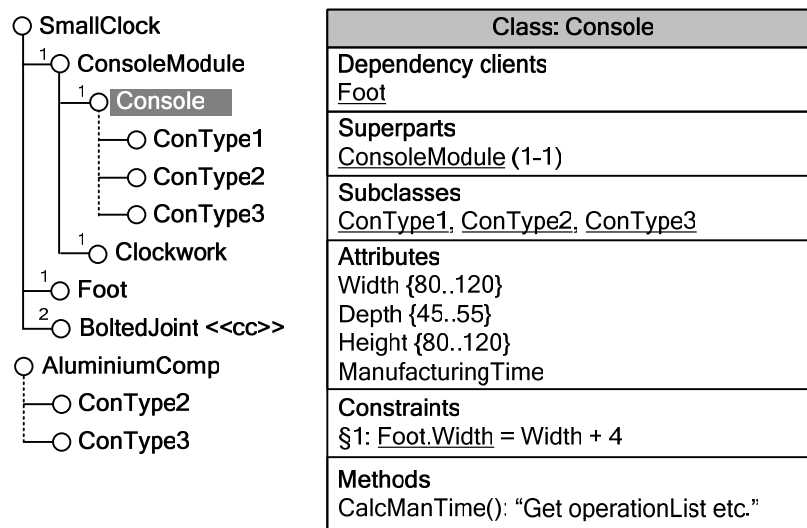 SmallClock
1 ConsoleModule
1 Console
ConType1
ConType2
ConType3
1 Clockwork
1 Foot
2 BoltedJoint <<cc>>
AluminiumComp
ConType2
ConType3
Class: Console
Dependency clients
Foot
Superparts
ConsoleModule (1-1)
Subclasses
ConType1, ConType2, ConType3
Attributes
Width {80..120}
Depth {45..55}
Height {80..120}
ManufacturingTime
Constraints
§1: Foot.Width = Width + 4
Methods
CalcManTime(): “Get operationList etc.”